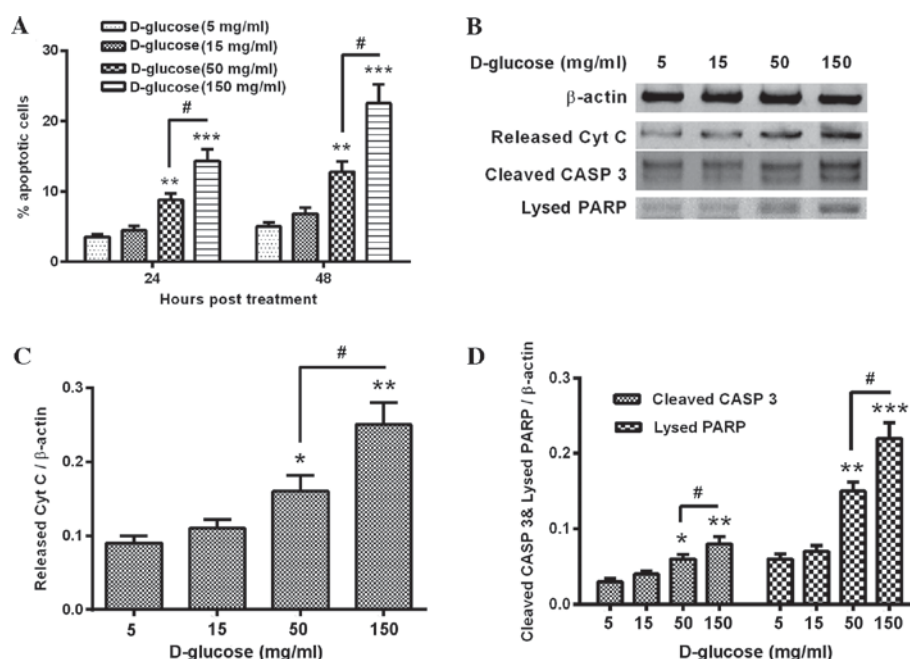 A
D-glucose (5 mg/ml)
D-glucose (15 mg/ml)
D-glucose (50 mg/ml)
D-glucose (150 mg/ml)
% apoptotic cells
30
20
10
0
**
#
***
**
#
***
24
48
Hours post treatment
B
D-glucose (mg/ml)
5 15 50 150
β-actin
Released Cyt C
Cleaved CASP 3
Lysed PARP
C
Released Cyt C / β-actin
0.3
0.2
0.1
0.0
#
*
**
5 15 50 150
D-glucose (mg/ml)
D
Cleaved CASP 3& Lysed PARP / β-actin
0.3
0.2
0.1
0.0
Cleaved CASP 3
Lysed PARP
#
*
**
#
**
***
5 15 50 150 5 15 50 150
D-glucose (mg/ml)